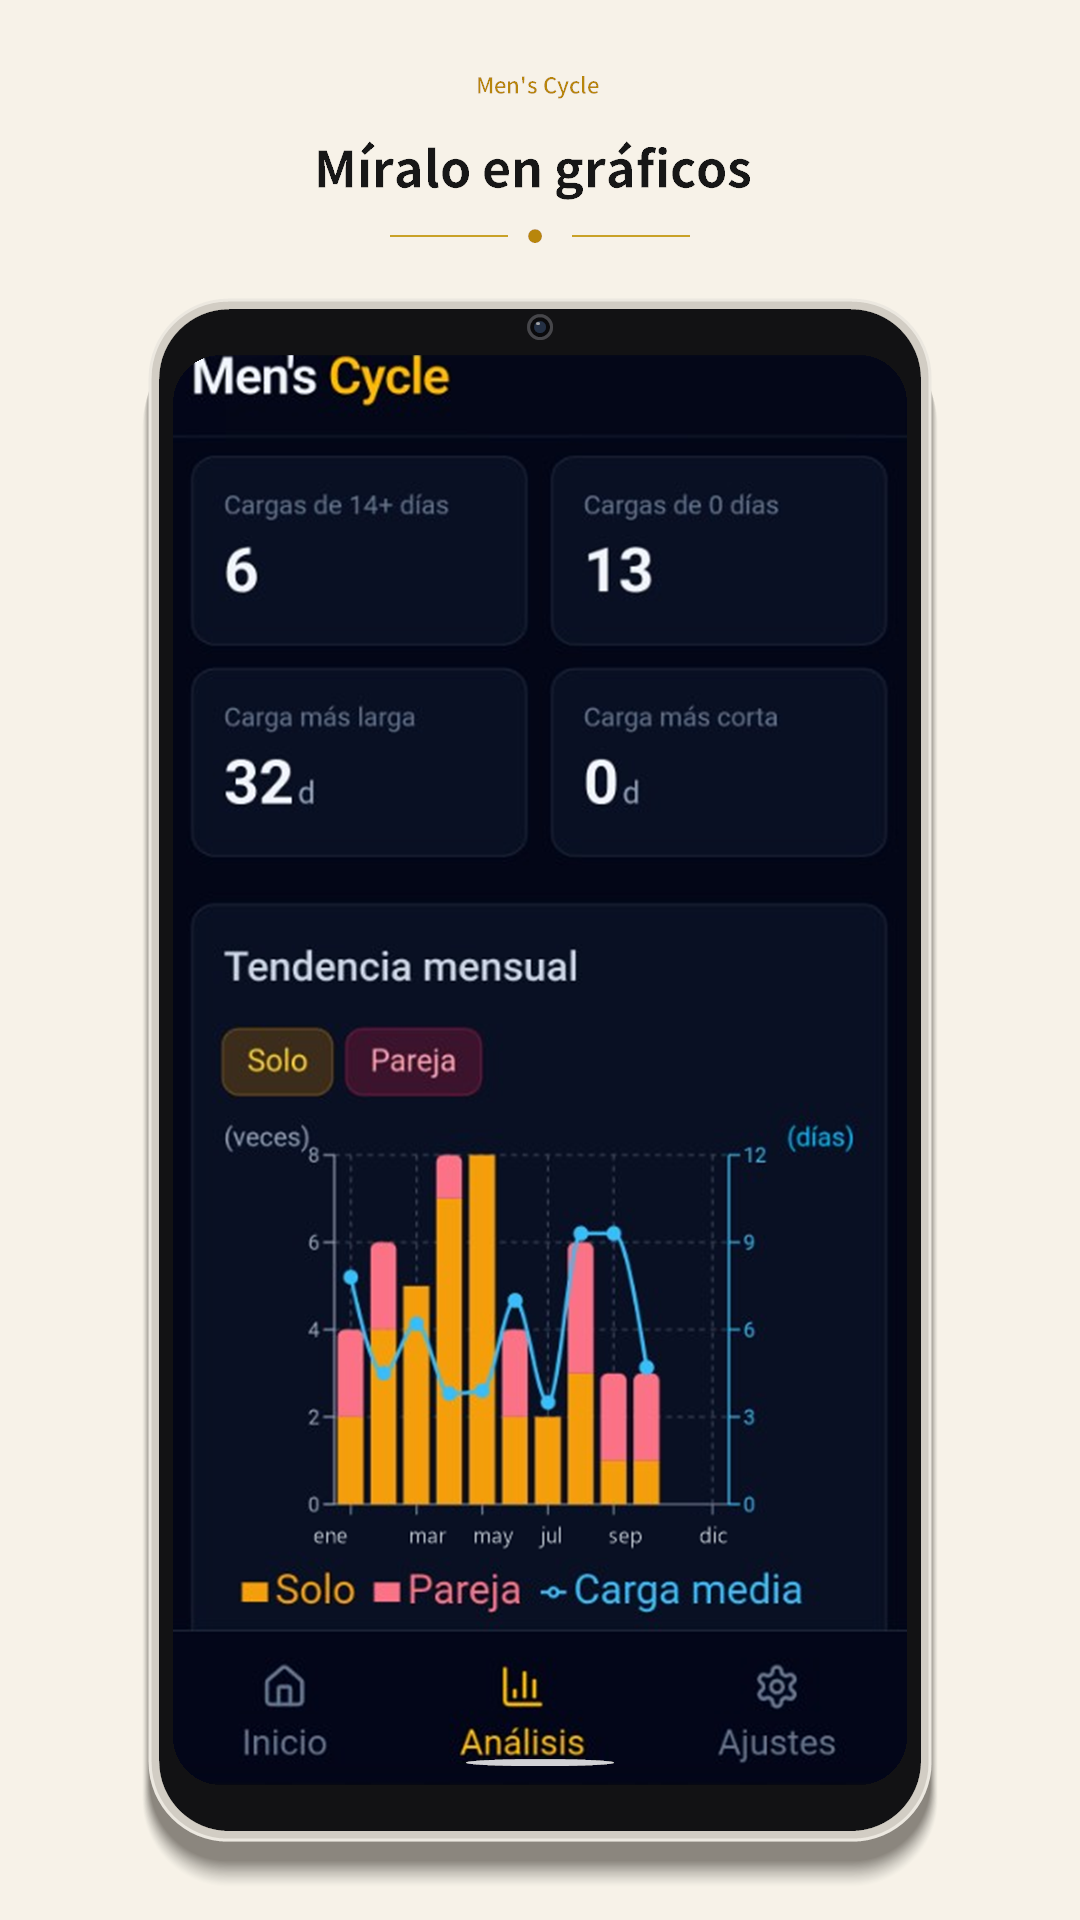 Men's Cycle
Míralo en gráficos
Men's Cycle
Cargas de 14+ días
6
Cargas de 0 días
13
Carga más larga
32 d
Carga más corta
0 d
Tendencia mensual
Solo Pareja
(veces) (días)
8 12
6 9
4 6
2 3
0 0
ene mar may jul sep dic
Solo Pareja Carga media
Inicio Análisis Ajustes